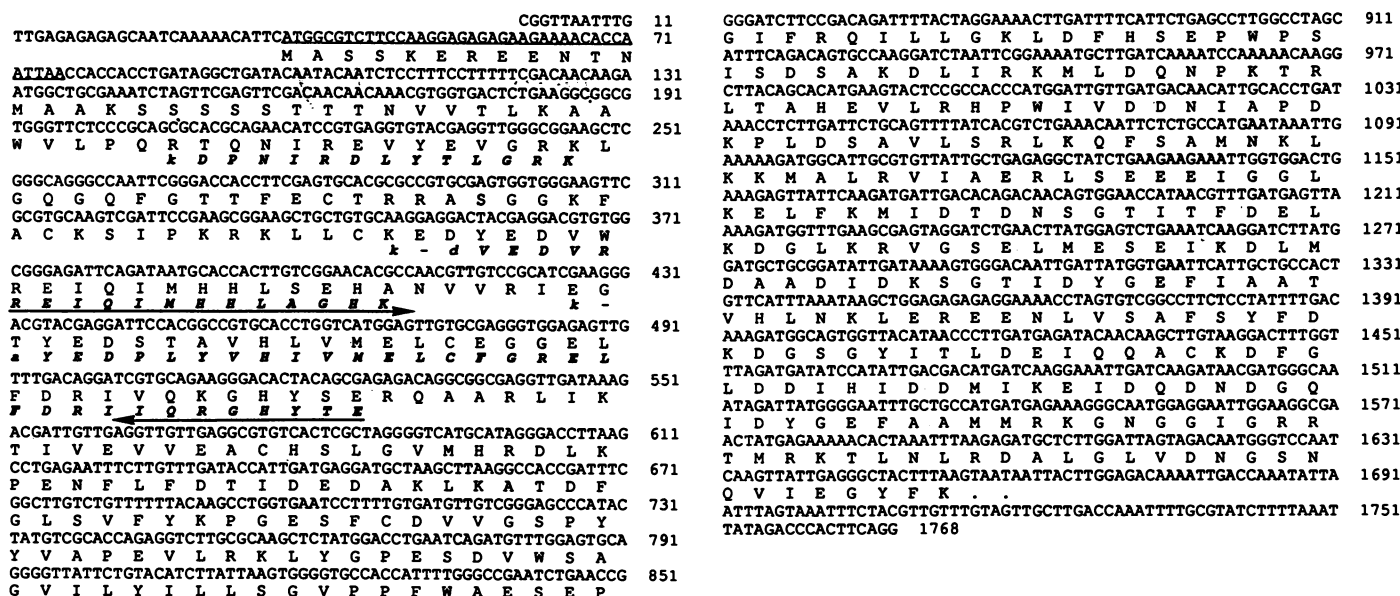 CGGTTAATTTG 11
TTGAGAGAGAGCAATCAAAAACATTCATGGCGTCTTCCAAGGAGAGAGAAGAAAACACCA 71
M A S S K E R E E N T N
ATTAACCACCACCTGATAGGCTGATACAATACAATCTCCTTTCCTTTTTCGACAACAAGA 131
ATGGCTGCGAAATCTAGTTCGAGTTCGACAACAACAAACGTGGTGACTCTGAAGGCGGCG 191
M A A K S S S S S T T T N V V T L K A A
TGGGTTCTCCCGCAGCGCACGCAGAACATCCGTGAGGTGTACGAGGTTGGGCGGAAGCTC 251
W V L P Q R T Q N I R E V Y E V G R K L
k D P N I R D L Y T L G R K
GGGCAGGGCCAATTCGGGACCACCTTCGAGTGCACGCGCCGTGCGAGTGGTGGGAAGTTC 311
G Q G Q F G T T F E C T R R A S G G K F
GCGTGCAAGTCGATTCCGAAGCGGAAGCTGCTGTGCAAGGAGGACTACGAGGACGTGTGG 371
A C K S I P K R K L L C K E D Y E D V W
k - d V E D V R
CGGGAGATTCAGATAATGCACCACTTGTCGGAACACGCCAACGTTGTCCGCATCGAAGGG 431
R E I Q I M H H L S E H A N V V R I E G
R E I Q I M H H L A G H K k -
ACGTACGAGGATTCCACGGCCGTGCACCTGGTCATGGAGTTGTGCGAGGGTGGAGAGTTG 491
T Y E D S T A V H L V M E L C E G G E L
a Y E D P L Y V H I V M E L C F G R E L
TTTGACAGGATCGTGCAGAAGGGACACTACAGCGAGAGACAGGCGGCGAGGTTGATAAAG 551
F D R I V Q K G H Y S E R Q A A R L I K
F D R I I Q R G H Y T E
ACGATTGTTGAGGTTGTTGAGGCGTGTCACTCGCTAGGGGTCATGCATAGGGACCTTAAG 611
T I V E V V E A C H S L G V M H R D L K
CCTGAGAATTTCTTGTTTGATACCATTGATGAGGATGCTAAGCTTAAGGCCACCGATTTC 671
P E N F L F D T I D E D A K L K A T D F
GGCTTGTCTGTTTTTTACAAGCCTGGTGAATCCTTTTGTGATGTTGTCGGGAGCCCATAC 731
G L S V F Y K P G E S F C D V V G S P Y
TATGTCGCACCAGAGGTCTTGCGCAAGCTCTATGGACCTGAATCAGATGTTTGGAGTGCA 791
Y V A P E V L R K L Y G P E S D V W S A
GGGGTTATTCTGTACATCTTATTAAGTGGGGTGCCACCATTTTGGGCCGAATCTGAACCG 851
G V I L Y I L L S G V P P F W A E S E P
GGGATCTTCCGACAGATTTTACTAGGAAAACTTGATTTTCATTCTGAGCCTTGGCCTAGC 911
G I F R Q I L L G K L D F H S E P W P S
ATTTCAGACAGTGCCAAGGATCTAATTCGGAAAATGCTTGATCAAAATCCAAAAACAAGG 971
I S D S A K D L I R K M L D Q N P K T R
CTTACAGCACATGAAGTACTCCGCCACCCATGGATTGTTGATGACAACATTGCACCTGAT 1031
L T A H E V L R H P W I V D D N I A P D
AAACCTCTTGATTCTGCAGTTTTATCACGTCTGAAACAATTCTCTGCCATGAATAAATTG 1091
K P L D S A V L S R L K Q F S A M N K L
AAAAAGATGGCATTGCGTGTTATTGCTGAGAGGCTATCTGAAGAAGAAATTGGTGGACTG 1151
K K M A L R V I A E R L S E E E I G G L
AAAGAGTTATTCAAGATGATTGACACAGACAACAGTGGAACCATAACGTTTGATGAGTTA 1211
K E L F K M I D T D N S G T I T F D E L
AAAGATGGTTTGAAGCGAGTAGGATCTGAACTTATGGAGTCTGAAATCAAGGATCTTATG 1271
K D G L K R V G S E L M E S E I K D L M
GATGCTGCGGATATTGATAAAAGTGGGACAATTGATTATGGTGAATTCATTGCTGCCACT 1331
D A A D I D K S G T I D Y G E F I A A T
GTTCATTTAAATAAGCTGGAGAGAGAGGAAAACCTAGTGTCGGCCTTCTCCTATTTTGAC 1391
V H L N K L E R E E N L V S A F S Y F D
AAAGATGGCAGTGGTTACATAACCCTTGATGAGATACAACAAGCTTGTAAGGACTTTGGT 1451
K D G S G Y I T L D E I Q Q A C K D F G
TTAGATGATATCCATATTGACGACATGATCAAGGAAATTGATCAAGATAACGATGGGCAA 1511
L D D I H I D D M I K E I D Q D N D G Q
ATAGATTATGGGGAATTTGCTGCCATGATGAGAAAGGGCAATGGAGGAATTGGAAGGCGA 1571
I D Y G E F A A M M R K G N G G I G R R
ACTATGAGAAAAACACTAAATTTAAGAGATGCTCTTGGATTAGTAGACAATGGGTCCAAT 1631
T M R K T L N L R D A L G L V D N G S N
CAAGTTATTGAGGGCTACTTTAAGTAATAATTACTTGGAGACAAAATTGACCAAATATTA 1691
Q V I E G Y F K . .
ATTTAGTAAATTTCTACGTTGTTTGTAGTTGCTTGACCAAATTTTGCGTATCTTTTAAAT 1751
TATAGACCCACTTCAGG 1768